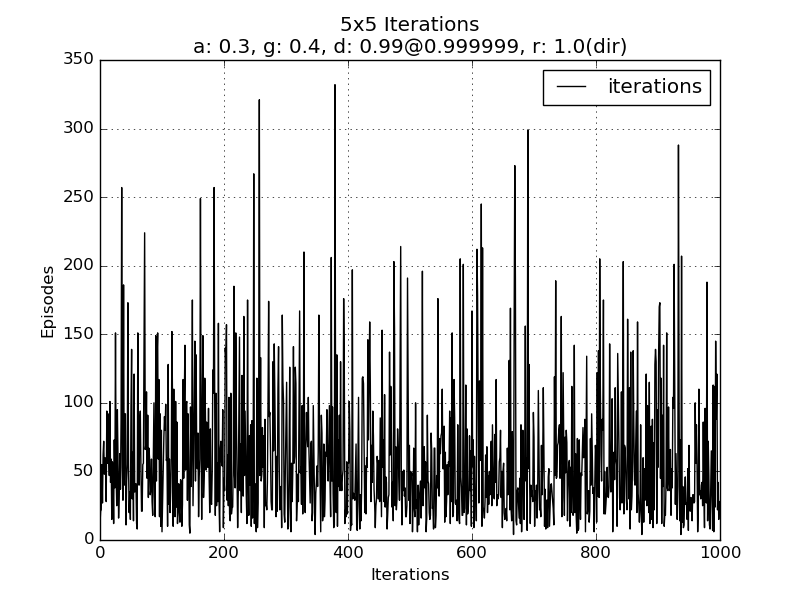 5x5 Iterations
a: 0.3, g: 0.4, d: 0.99@0.999999, r: 1.0(dir)
iterations
Episodes
350
300
250
200
150
100
50
0
0 200 400 600 800 1000
Iterations